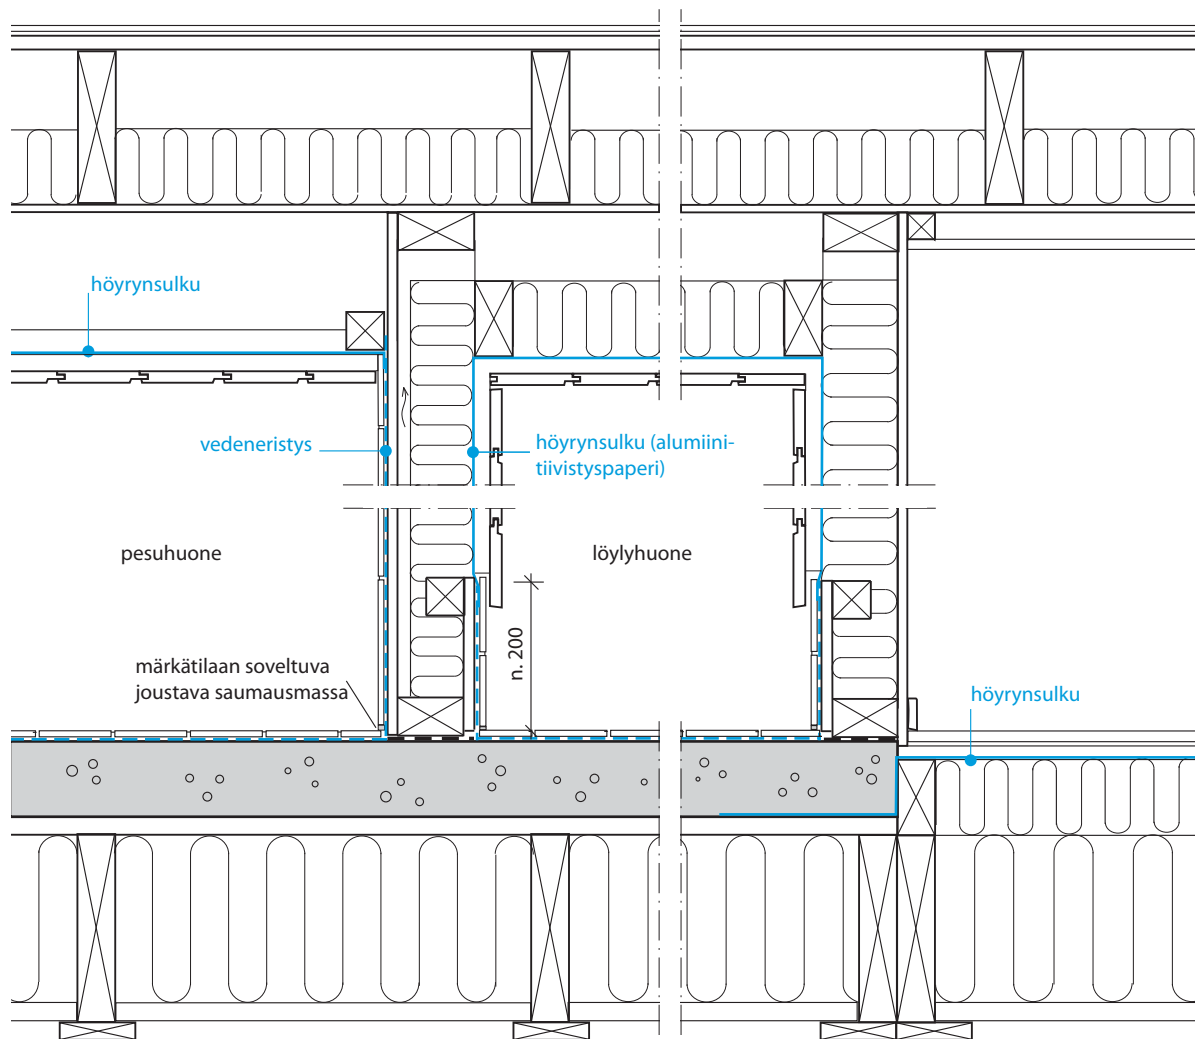 höyrynsulku
vedeneristys
höyrynsulku (alumiini-
tiivistyspaperi)
pesuhuone
löylyhuone
n. 200
märkätilaan soveltuva
joustava saumausmassa
höyrynsulku